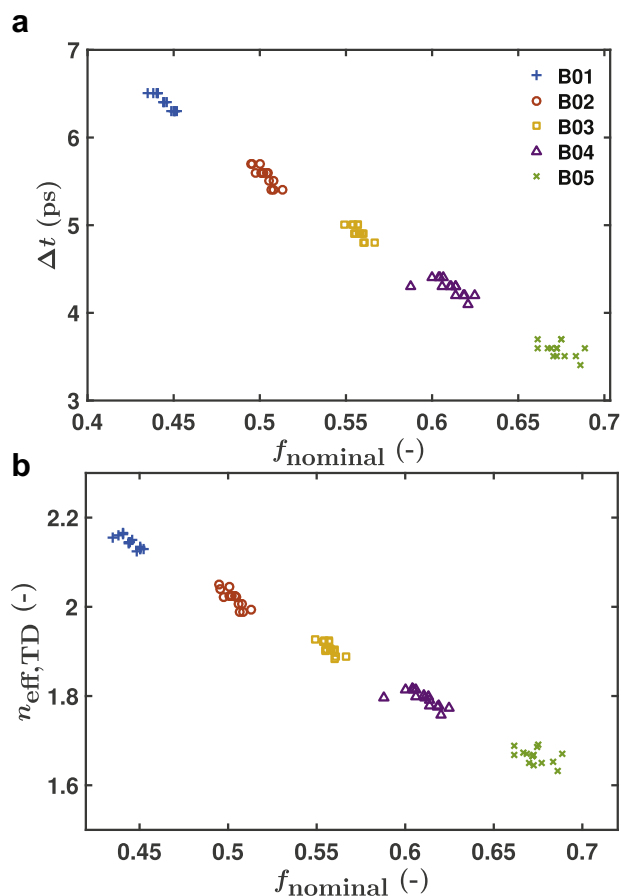 a
7
6
5
4
3
Δt (ps)
B01
B02
B03
B04
B05
0.4 0.45 0.5 0.55 0.6 0.65 0.7
f_nominal (-)
b
2.2
2
1.8
1.6
n_eff,TD (-)
0.45 0.5 0.55 0.6 0.65 0.7
f_nominal (-)